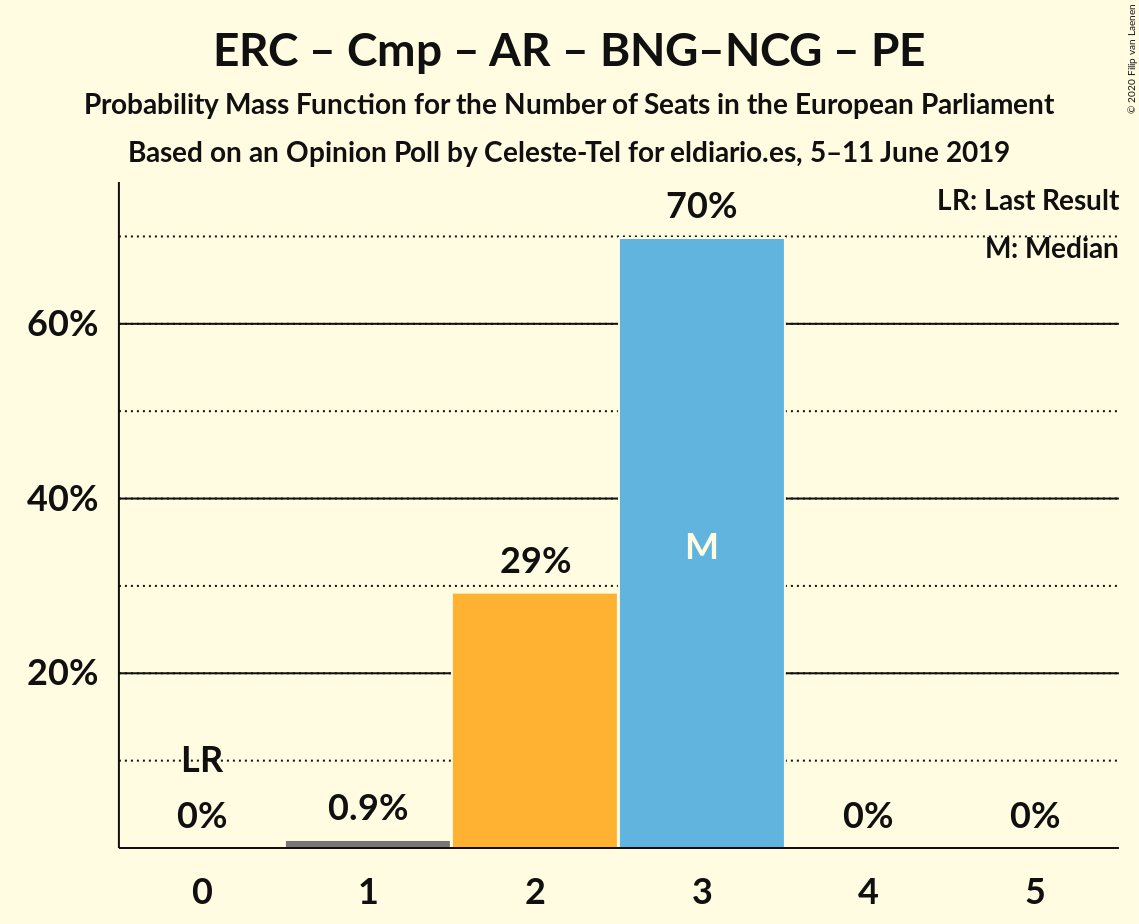 ERC – Cmp – AR – BNG–NCG – PE
Probability Mass Function for the Number of Seats in the European Parliament
Based on an Opinion Poll by Celeste-Tel for eldiario.es, 5–11 June 2019
© 2020 Filip van Laenen
LR: Last Result
M: Median
70%
60%
40%
20%
29%
M
LR
0%
0.9%
0%
0%
0 1 2 3 4 5